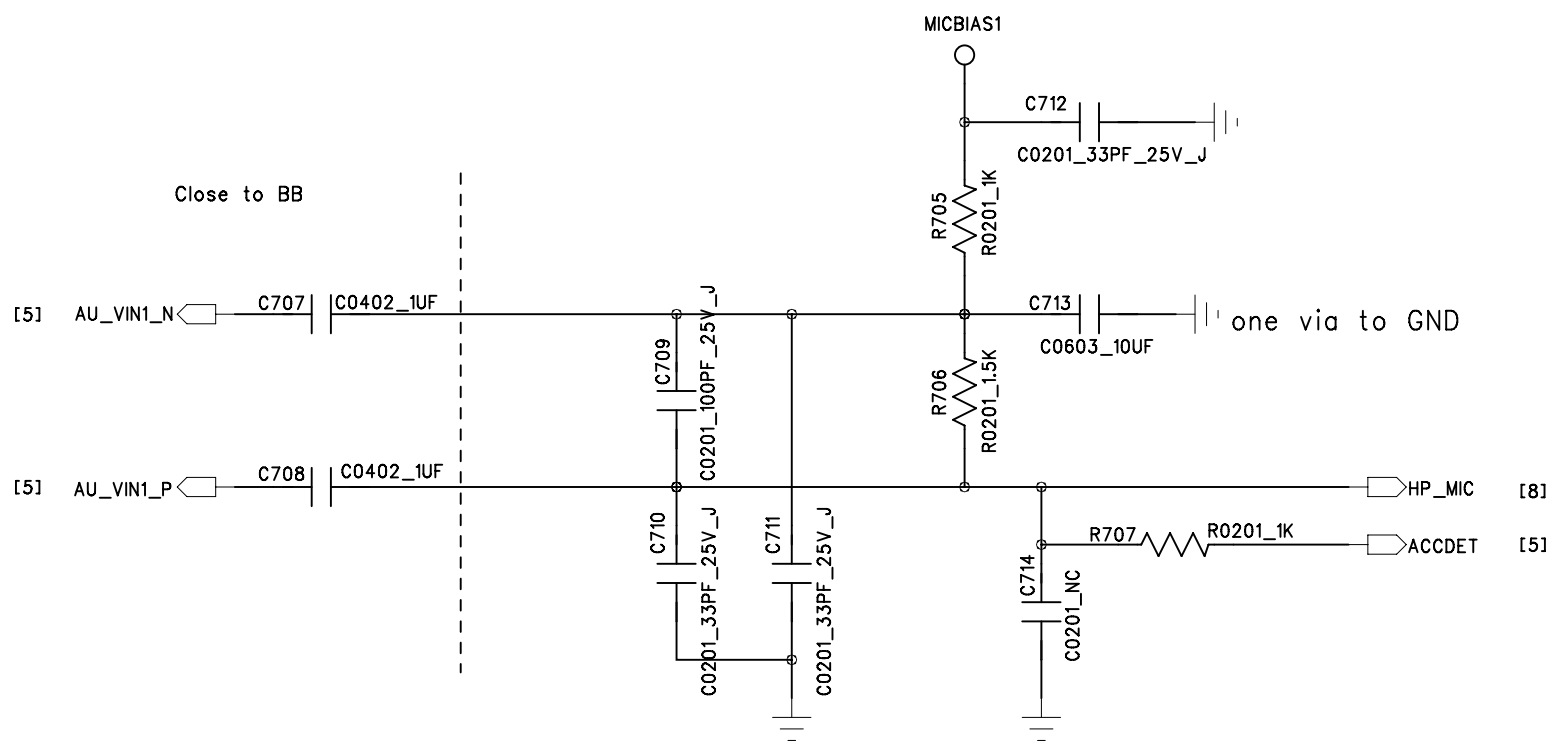 MICBIAS1
C712
C0201_33PF_25V_J
R705
R0201_1K
Close to BB
[5] AU_VIN1_N
C707
C0402_1UF
C713
C0603_10UF
one via to GND
C709
C0201_100PF_25V_J
R706
R0201_1.5K
[5] AU_VIN1_P
C708
C0402_1UF
HP_MIC [8]
C710
C0201_33PF_25V_J
C711
C0201_33PF_25V_J
R707
R0201_1K
ACCDET [5]
C714
C0201_NC